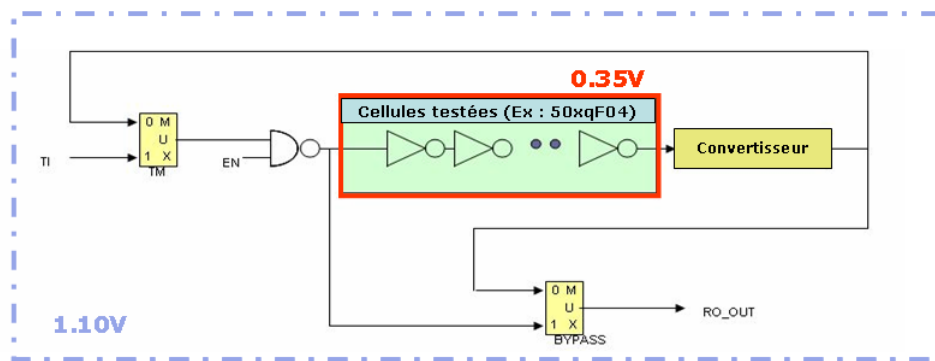 0.35V
Cellules testées (Ex : 50xqF04)
0 M
U
1 X
TM
TI
EN
Convertisseur
0 M
U
1 X
BYPASS
RO_OUT
1.10V